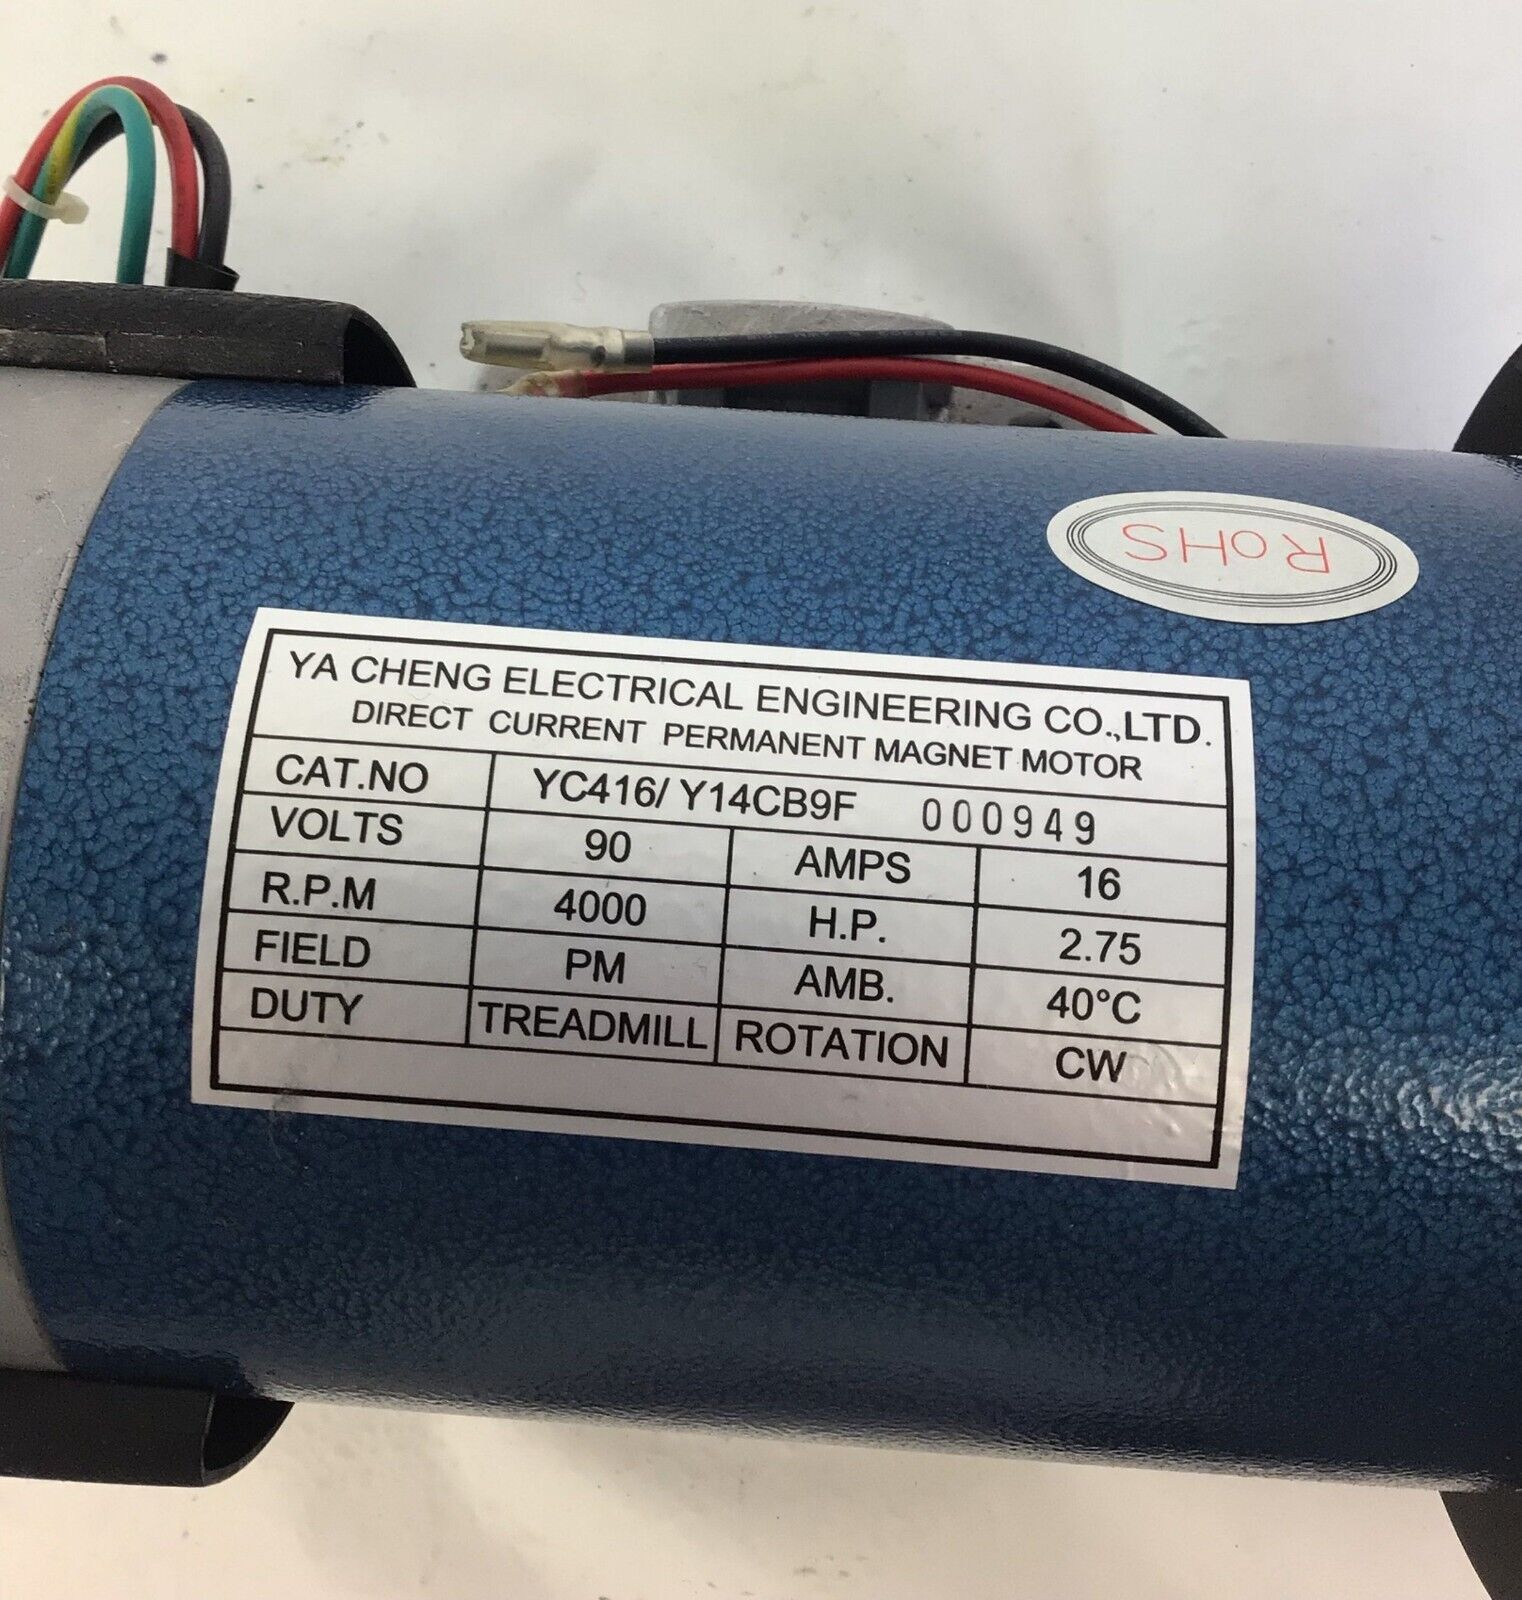 RoHS
YA CHENG ELECTRICAL ENGINEERING CO.,LTD.
DIRECT CURRENT PERMANENT MAGNET MOTOR
CAT.NO YC416/ Y14CB9F 000949
VOLTS 90 AMPS 16
R.P.M 4000 H.P. 2.75
FIELD PM AMB. 40°C
DUTY TREADMILL ROTATION CW